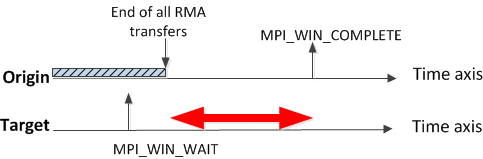 End of all RMA
transfers
MPI_WIN_COMPLETE
Origin
Time axis
Target
Time axis
MPI_WIN_WAIT